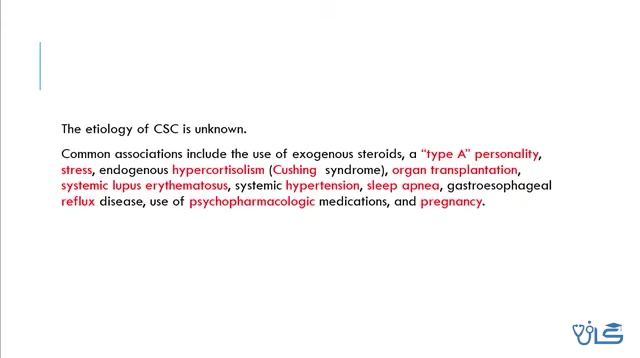 The etiology of CSC is unknown.
Common associations include the use of exogenous steroids, a “type A” personality,
stress, endogenous hypercortisolism (Cushing  syndrome), organ transplantation,
systemic lupus erythematosus, systemic hypertension, sleep apnea, gastroesophageal
reflux disease, use of psychopharmacologic medications, and pregnancy.